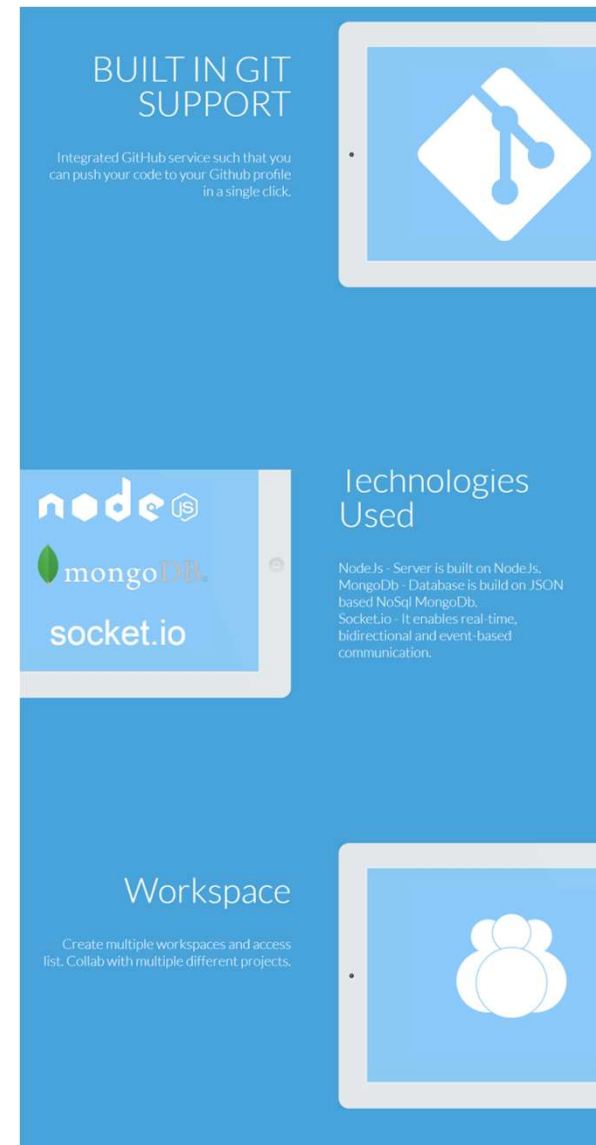 BUILT IN GIT
SUPPORT
Integrated GitHub service such that you
can push your code to your Github profile
in a single click.
node JS
mongoDB.
socket.io
Technologies
Used
NodeJs - Server is built on NodeJs.
MongoDb - Database is build on JSON
based NoSql MongoDb.
Socket.io - It enables real-time,
bidirectional and event-based
communication.
Workspace
Create multiple workspaces and access
list. Collab with multiple different projects.